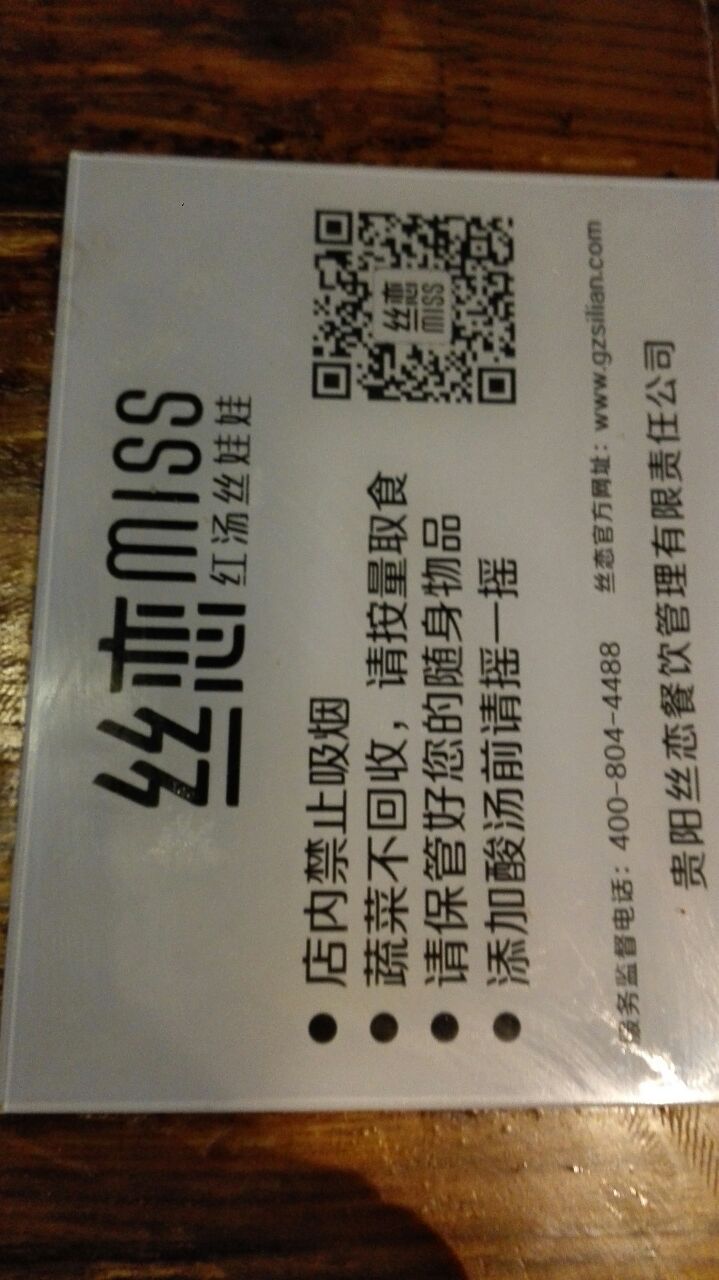 丝恋MISS
红汤丝娃娃
丝恋
MISS
● 店内禁止吸烟
● 蔬菜不回收，请按量取食
● 请保管好您的随身物品
● 添加酸汤前请摇一摇
服务监督电话：400-804-4488 丝恋官方网址：www.gzsilian.com
贵阳丝恋餐饮管理有限责任公司